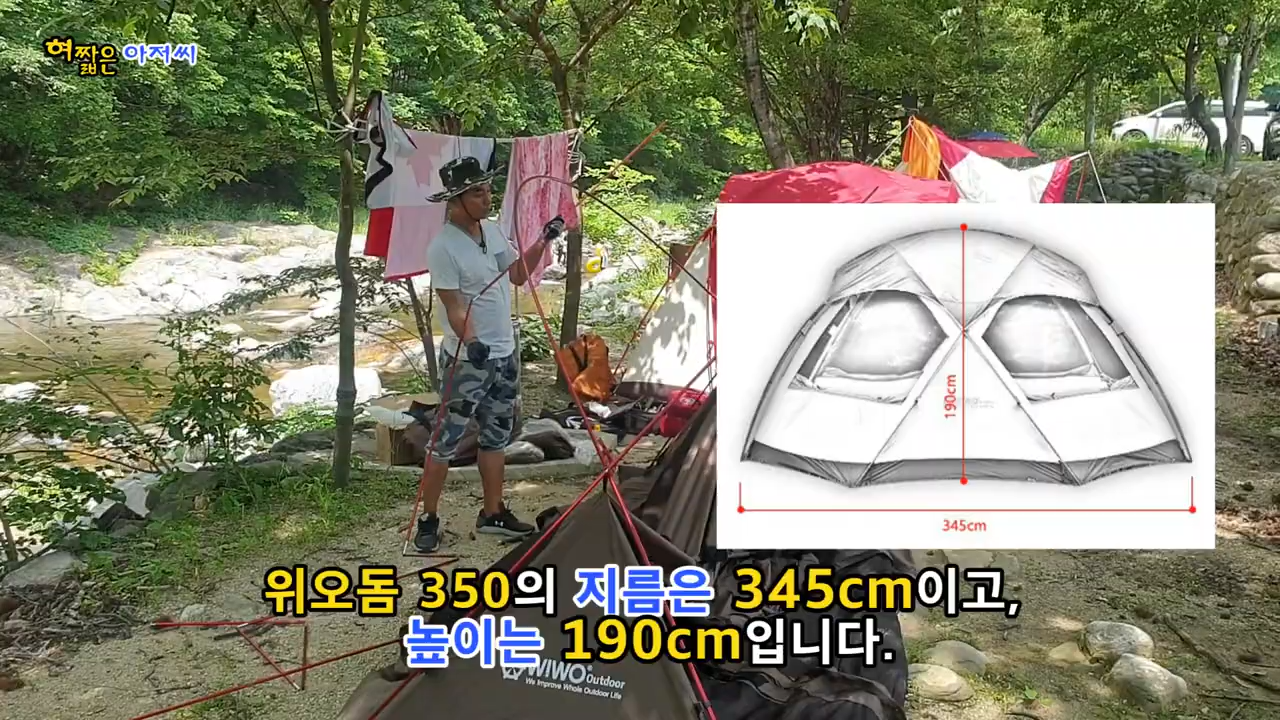 혀짧은 아저씨
190cm
345cm
위오돔 350의 지름은 345cm이고,
높이는 190cm입니다.
WIWO Outdoor
We Improve Whole Outdoor Life